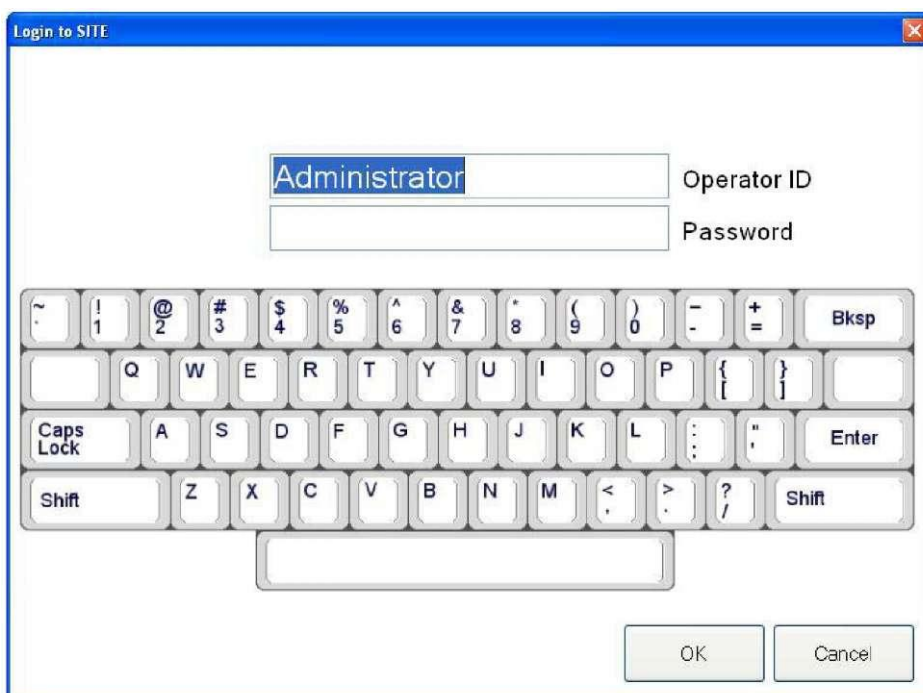 Login to SITE
Administrator Operator ID
Password
~ ! @ # $ % ^ & * ( ) _ +
` 1 2 3 4 5 6 7 8 9 0 - = Bksp
Q W E R T Y U I O P { }
[ ]
Caps Lock A S D F G H J K L : " Enter
; '
Shift Z X C V B N M < > ? Shift
, . /
OK Cancel